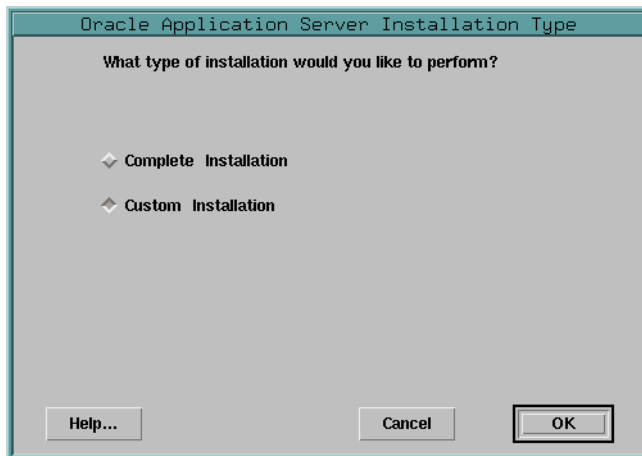 Oracle Application Server Installation Type
What type of installation would you like to perform?
Complete Installation
Custom Installation
Help...
Cancel
OK